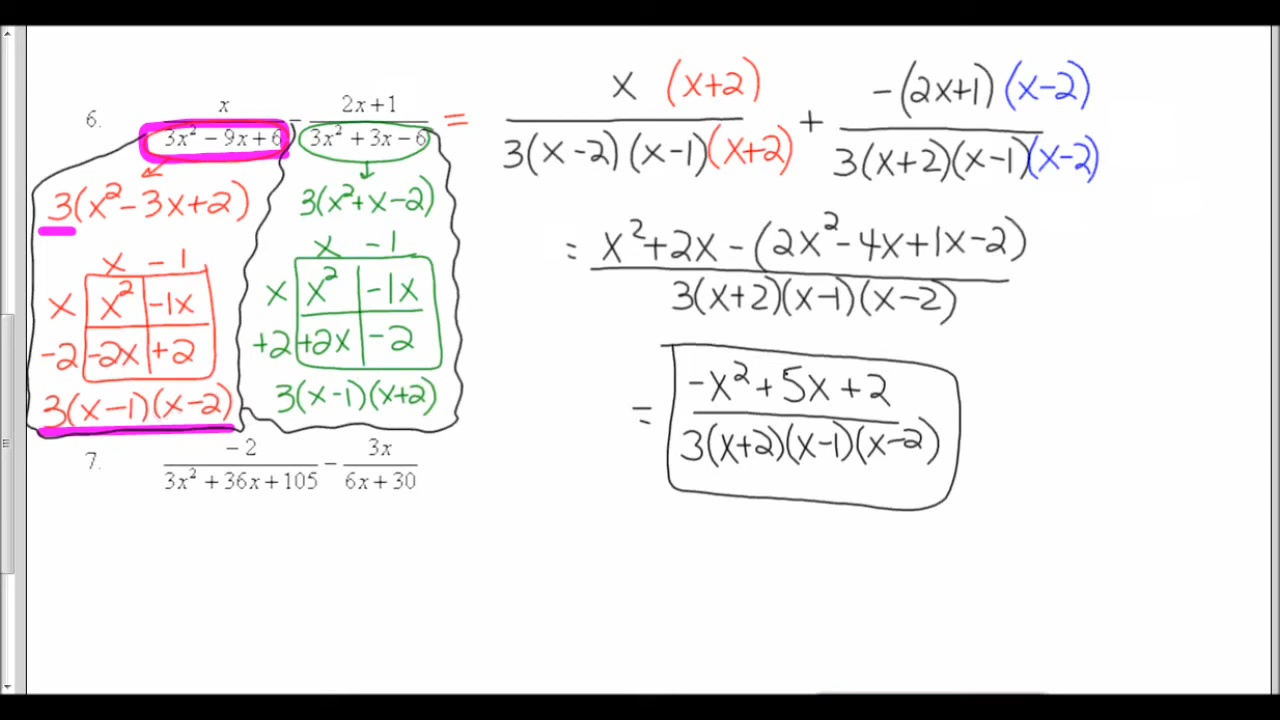 6. x / (3x² – 9x + 6) – (2x + 1) / (3x² + 3x – 6) =
3(x² - 3x + 2)
x -1
x x² -1x
-2 -2x +2
3(x-1)(x-2)
3(x² + x - 2)
x -1
x x² -1x
+2 +2x -2
3(x-1)(x+2)
x (x+2) / 3(x-2)(x-1)(x+2) + -(2x+1)(x-2) / 3(x+2)(x-1)(x-2)
= x² + 2x - (2x² - 4x + 1x - 2) / 3(x+2)(x-1)(x-2)
= -x² + 5x + 2 / 3(x+2)(x-1)(x-2)
7. -2 / (3x² + 36x + 105) – 3x / (6x + 30)